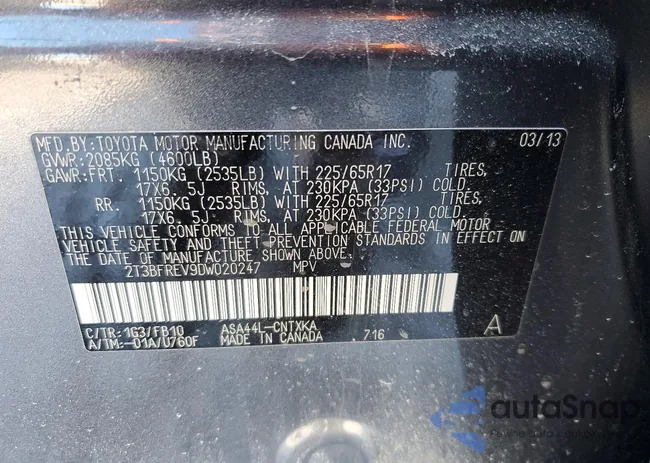 MFD.BY:TOYOTA MOTOR MANUFACTURING CANADA INC. 03/13
GVWR:2085KG (4600LB)
GAWR:FRT. 1150KG (2535LB) WITH 225/65R17 TIRES,
17X6.5J RIMS, AT 230KPA (33PSI) COLD.
RR. 1150KG (2535LB) WITH 225/65R17 TIRES,
17X6.5J RIMS, AT 230KPA (33PSI) COLD.
THIS VEHICLE CONFORMS TO ALL APPLICABLE FEDERAL MOTOR
VEHICLE SAFETY AND THEFT PREVENTION STANDARDS IN EFFECT ON
THE DATE OF MANUFACTURE SHOWN ABOVE.
2T3BFREV9DW020247 MPV
C/TR:1G3/FB10 ASA44L-CNTXKA A
A/TM:-01A/U760F MADE IN CANADA 716
autoSnap